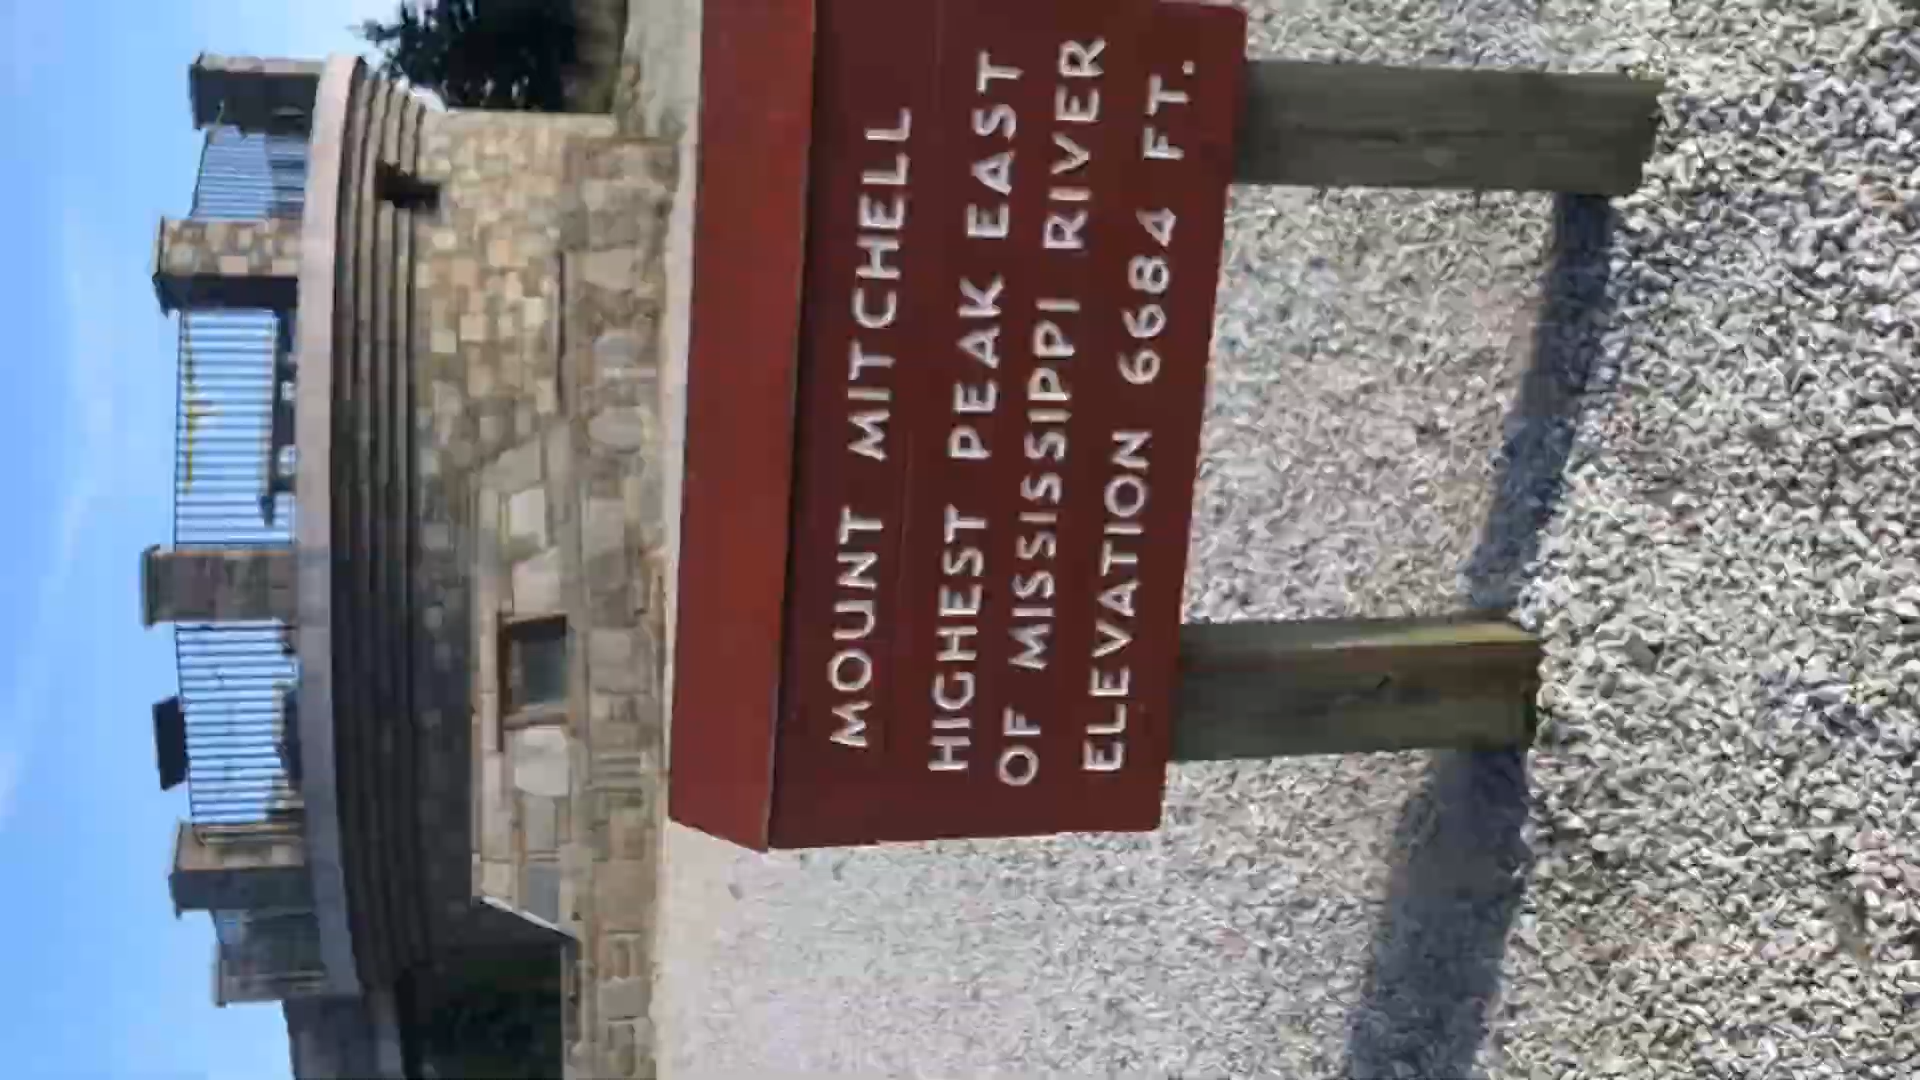 MOUNT MITCHELL
HIGHEST PEAK EAST
OF MISSISSIPPI RIVER
ELEVATION 6684 FT.